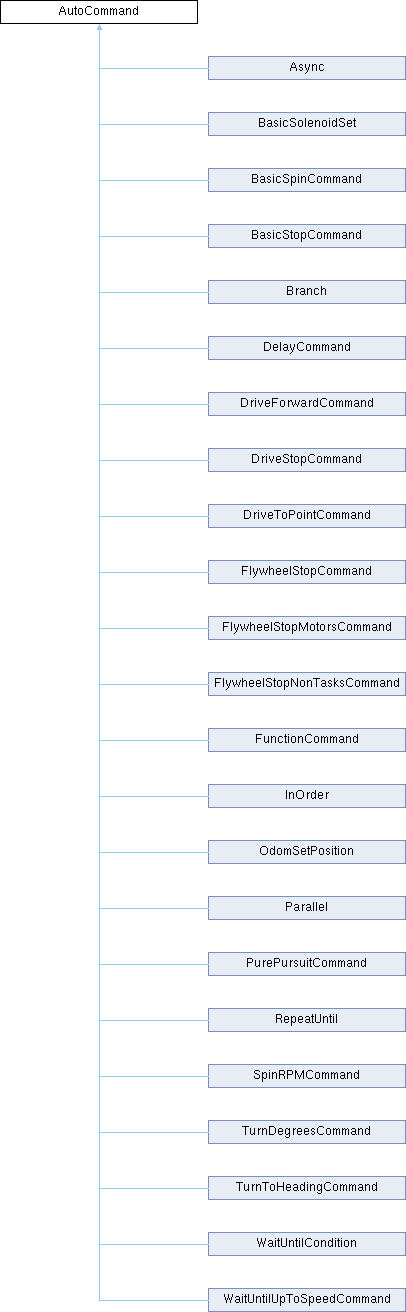 AutoCommand
Async
BasicSolenoidSet
BasicSpinCommand
BasicStopCommand
Branch
DelayCommand
DriveForwardCommand
DriveStopCommand
DriveToPointCommand
FlywheelStopCommand
FlywheelStopMotorsCommand
FlywheelStopNonTasksCommand
FunctionCommand
InOrder
OdomSetPosition
Parallel
PurePursuitCommand
RepeatUntil
SpinRPMCommand
TurnDegreesCommand
TurnToHeadingCommand
WaitUntilCondition
WaitUntilUpToSpeedCommand